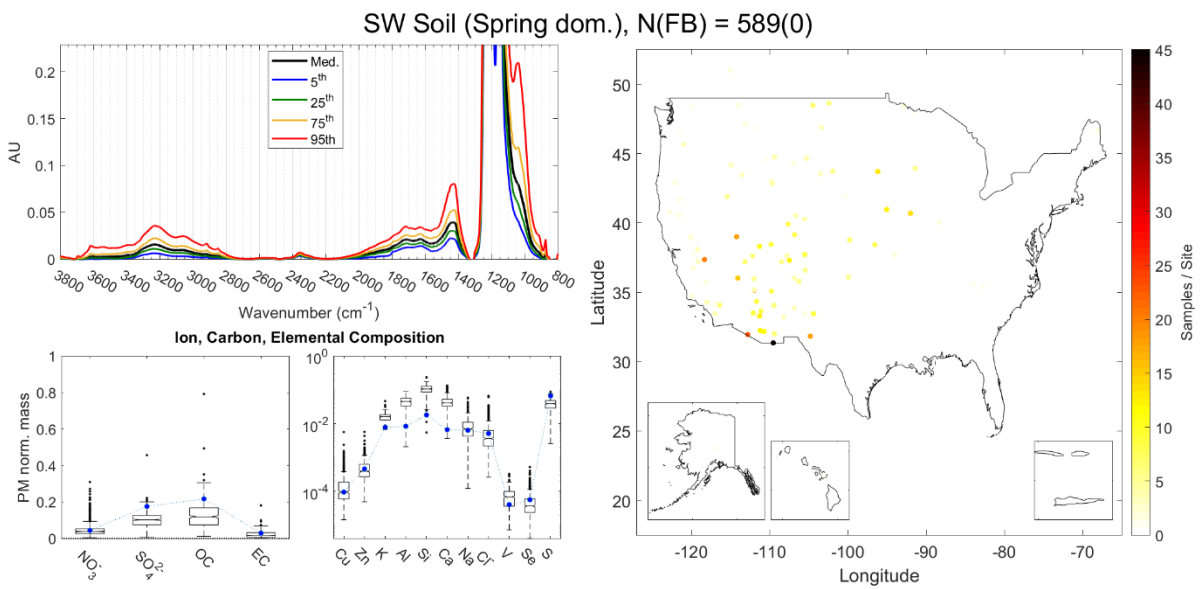 SW Soil (Spring dom.), N(FB) = 589(0)
AU
0.2
0.15
0.1
0.05
0
Med.
5th
25th
75th
95th
3800 3600 3400 3200 3000 2800 2600 2400 2200 2000 1800 1600 1400 1200 1000 800
Wavenumber (cm-1)
Ion, Carbon, Elemental Composition
PM norm. mass
1
0.8
0.6
0.4
0.2
0
NO3- SO42- OC EC
10^0
10^-2
10^-4
Cu Zn K Al Si Ca Na Cl- V Se S
Latitude
50
45
40
35
30
25
20
-120 -110 -100 -90 -80 -70
Longitude
45
40
35
30
25
20
15
10
5
0
Samples / Site